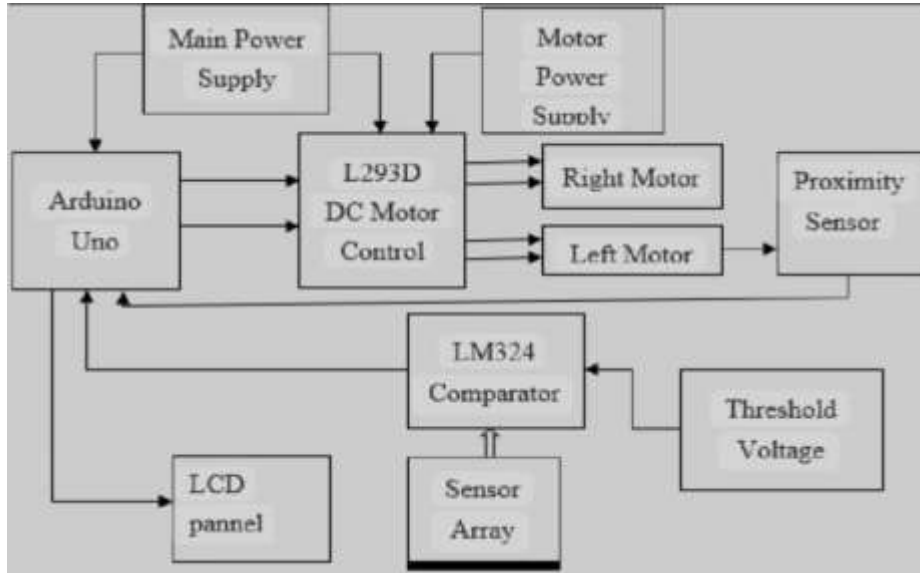 Main Power
Supply
Motor
Power
Supply
L293D
DC Motor
Control
Arduino
Uno
Right Motor
Left Motor
Proximity
Sensor
LM324
Comparator
Threshold
Voltage
LCD
pannel
Sensor
Array